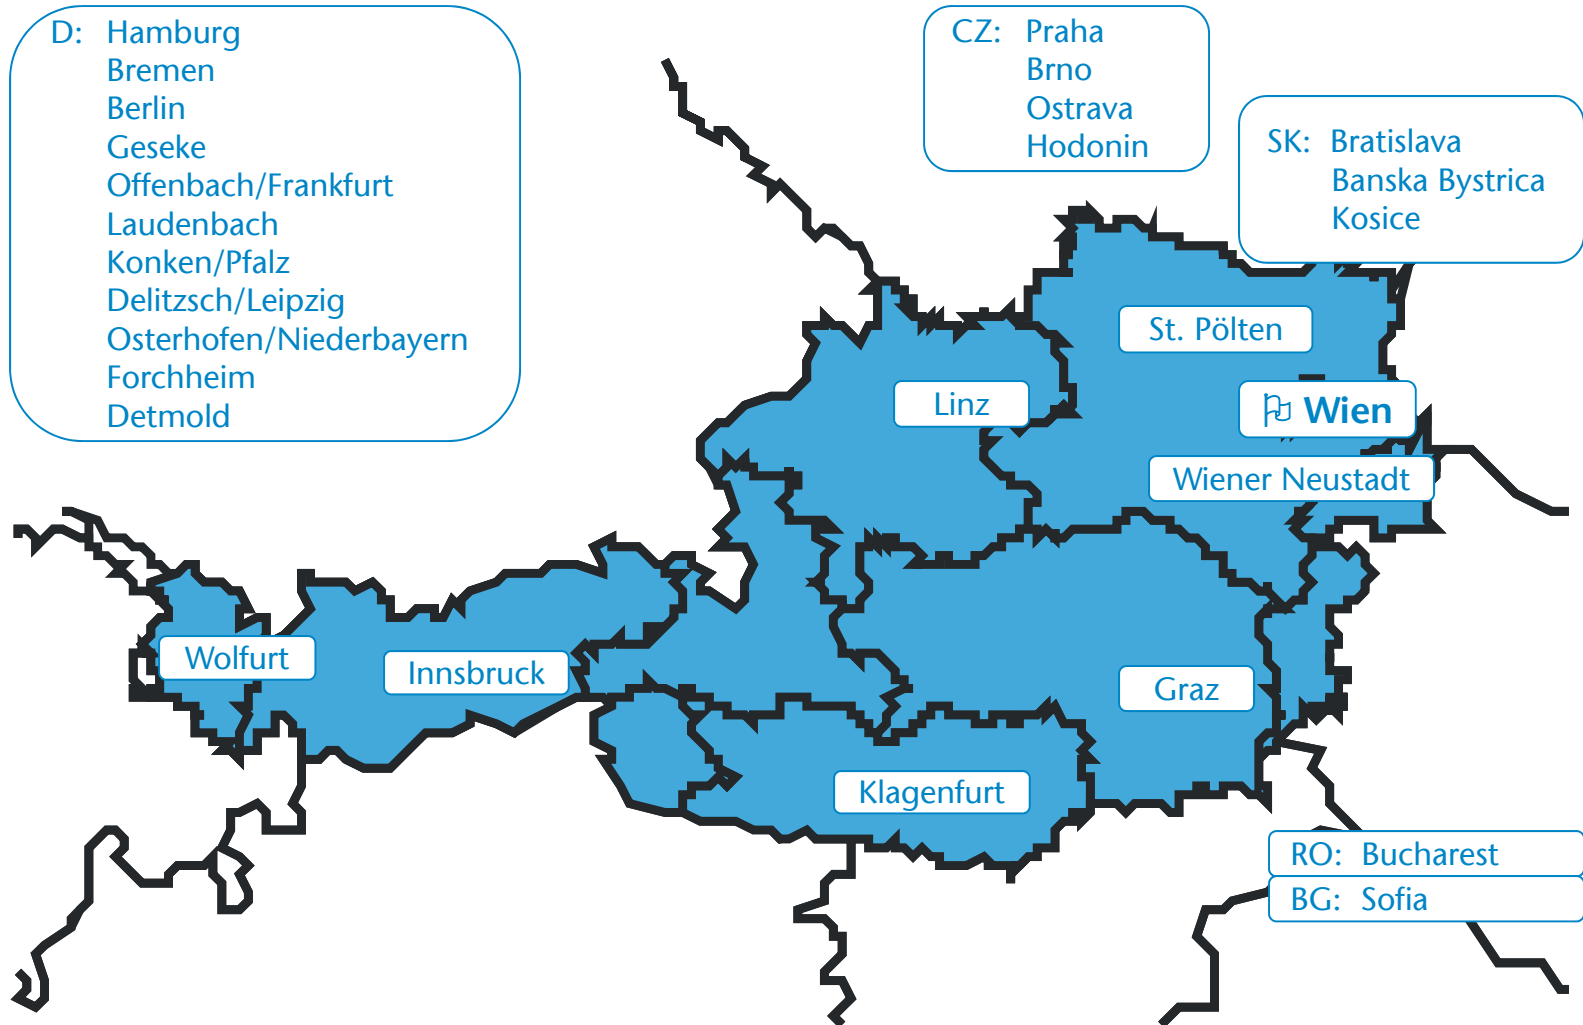 D: Hamburg
Bremen
Berlin
Geseke
Offenbach/Frankfurt
Laudenbach
Konken/Pfalz
Delitzsch/Leipzig
Osterhofen/Niederbayern
Forchheim
Detmold
CZ: Praha
Brno
Ostrava
Hodonin
SK: Bratislava
Banska Bystrica
Kosice
St. Pölten
Linz
Wien
Wiener Neustadt
Wolfurt
Innsbruck
Graz
Klagenfurt
RO: Bucharest
BG: Sofia